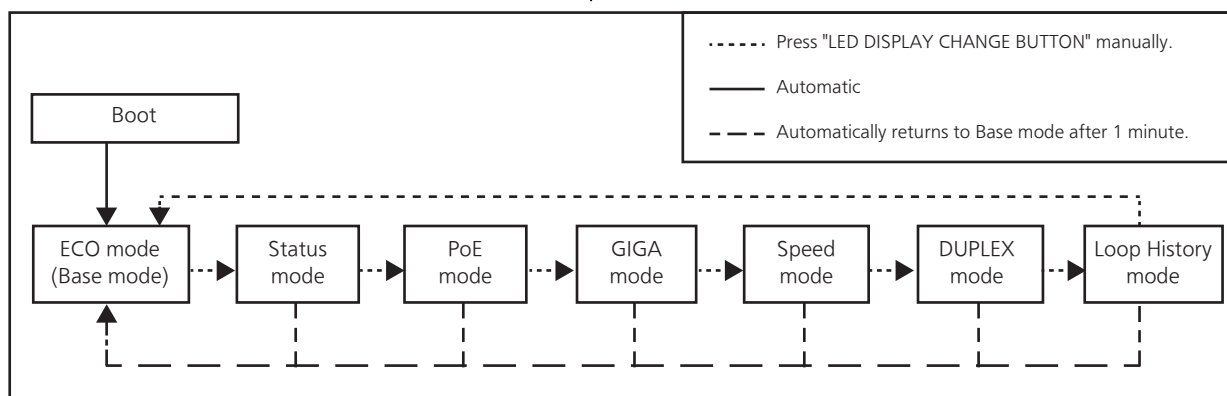 Press "LED DISPLAY CHANGE BUTTON" manually.
Automatic
Automatically returns to Base mode after 1 minute.
Boot
ECO mode
(Base mode)
Status
mode
PoE
mode
GIGA
mode
Speed
mode
DUPLEX
mode
Loop History
mode